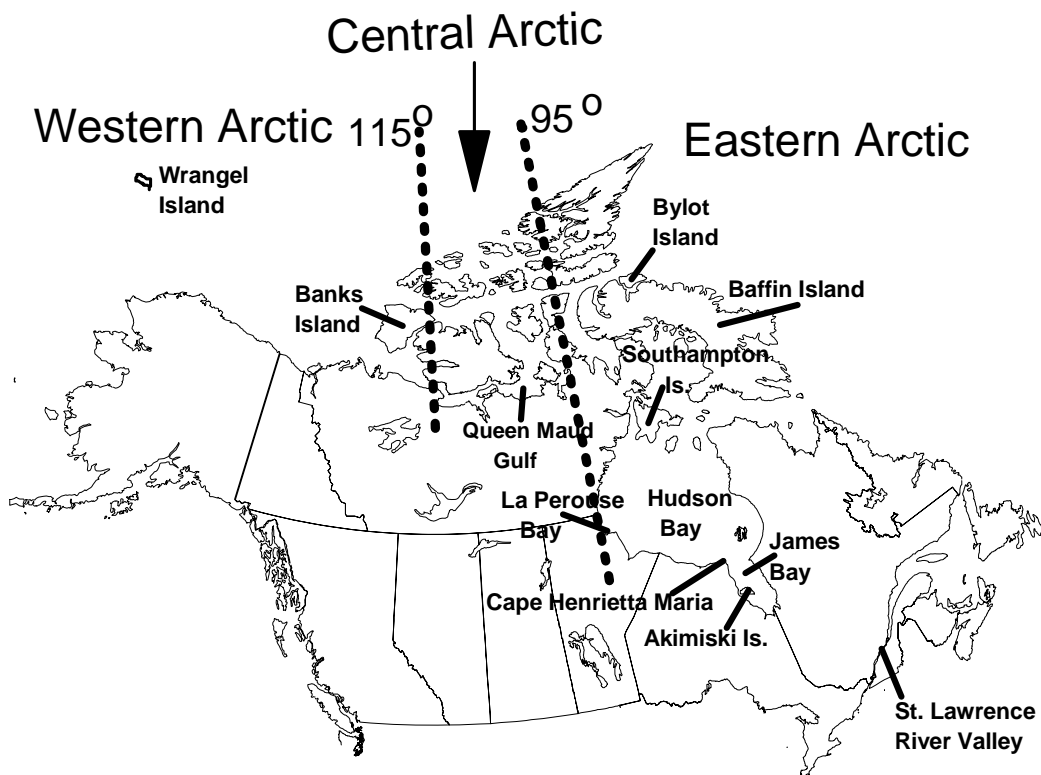 Central Arctic
Western Arctic
115o
95 o
Eastern Arctic
Wrangel
Island
Bylot
Island
Banks
Island
Baffin Island
Southampton
Is.
Queen Maud
Gulf
La Perouse
Bay
Hudson
Bay
James
Bay
Cape Henrietta Maria
Akimiski Is.
St. Lawrence
River Valley